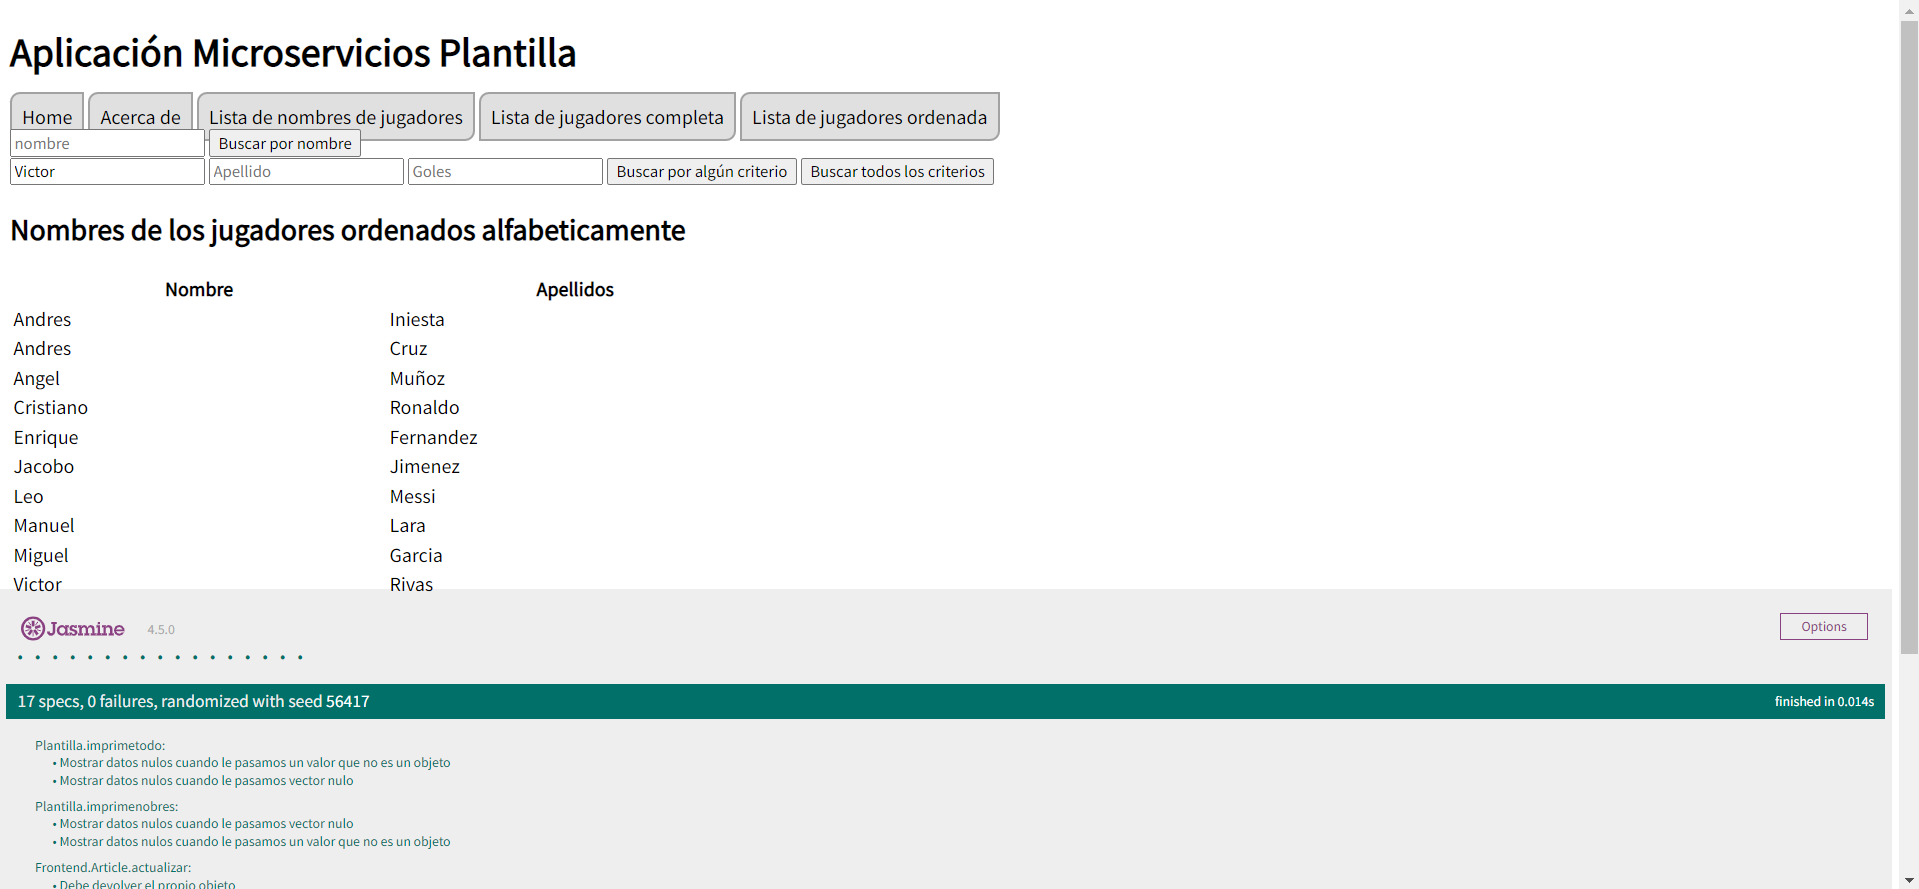 Aplicación Microservicios Plantilla
Home Acerca de Lista de nombres de jugadores Lista de jugadores completa Lista de jugadores ordenada
nombre Buscar por nombre
Victor Apellido Goles Buscar por algún criterio Buscar todos los criterios
Nombres de los jugadores ordenados alfabeticamente
Nombre Apellidos
Andres Iniesta
Andres Cruz
Angel Muñoz
Cristiano Ronaldo
Enrique Fernandez
Jacobo Jimenez
Leo Messi
Manuel Lara
Miguel Garcia
Victor Rivas
Jasmine 4.5.0 Options
17 specs, 0 failures, randomized with seed 56417 finished in 0.014s
Plantilla.imprimetodo:
• Mostrar datos nulos cuando le pasamos un valor que no es un objeto
• Mostrar datos nulos cuando le pasamos vector nulo
Plantilla.imprimenobres:
• Mostrar datos nulos cuando le pasamos vector nulo
• Mostrar datos nulos cuando le pasamos un valor que no es un objeto
Frontend.Article.actualizar:
• Debe devolver el propio objeto